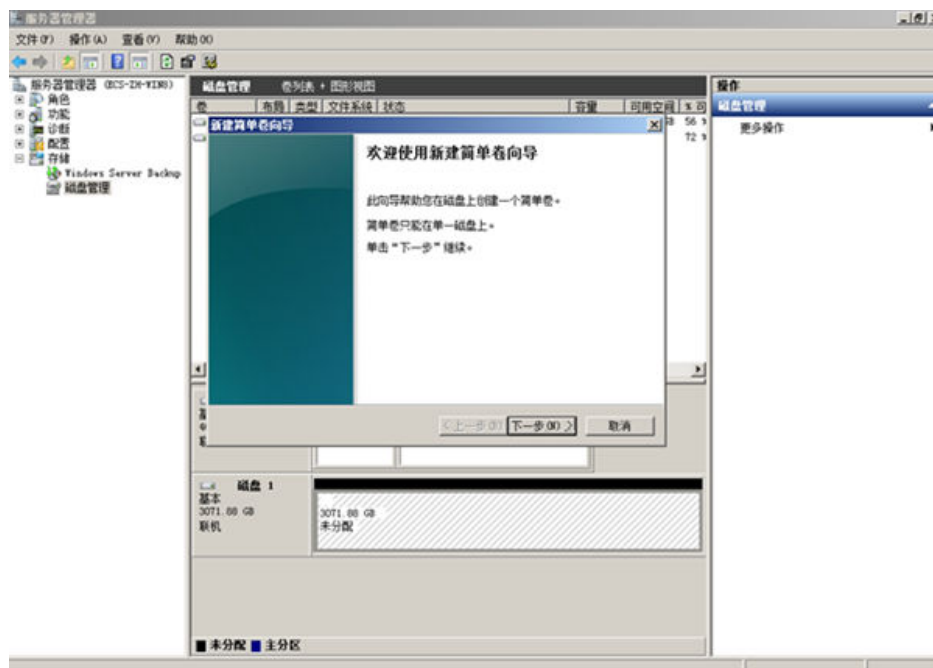 服务器管理器
文件(F) 操作(A) 查看(V) 帮助(H)
服务器管理器 (ECS-ZH-WIN8)
角色
功能
诊断
配置
存储
Windows Server Backup
磁盘管理
磁盘管理 卷列表 + 图形视图
卷 布局 类型 文件系统 状态 容量 可用空间 % 可
56 %
72 %
新建简单卷向导
欢迎使用新建简单卷向导
此向导帮助您在磁盘上创建一个简单卷。
简单卷只能在单一磁盘上。
单击“下一步”继续。
<上一步(B) 下一步(N) > 取消
磁盘 1
基本
3071.88 GB
联机
3071.88 GB
未分配
未分配 主分区
操作
磁盘管理
更多操作